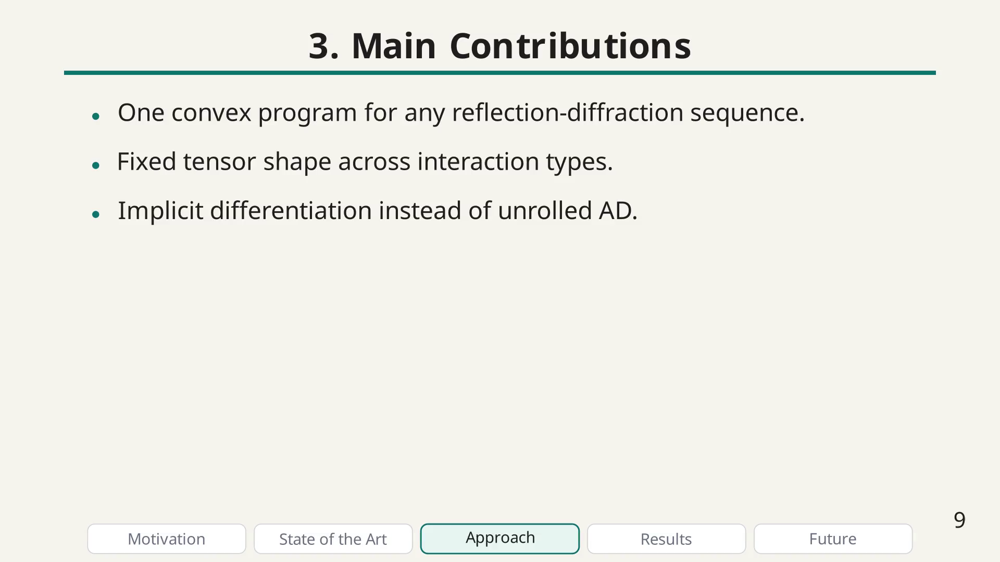 3. Main Contributions
• One convex program for any reflection-diffraction sequence.
• Fixed tensor shape across interaction types.
• Implicit differentiation instead of unrolled AD.
9
Motivation
State of the Art
Approach
Results
Future